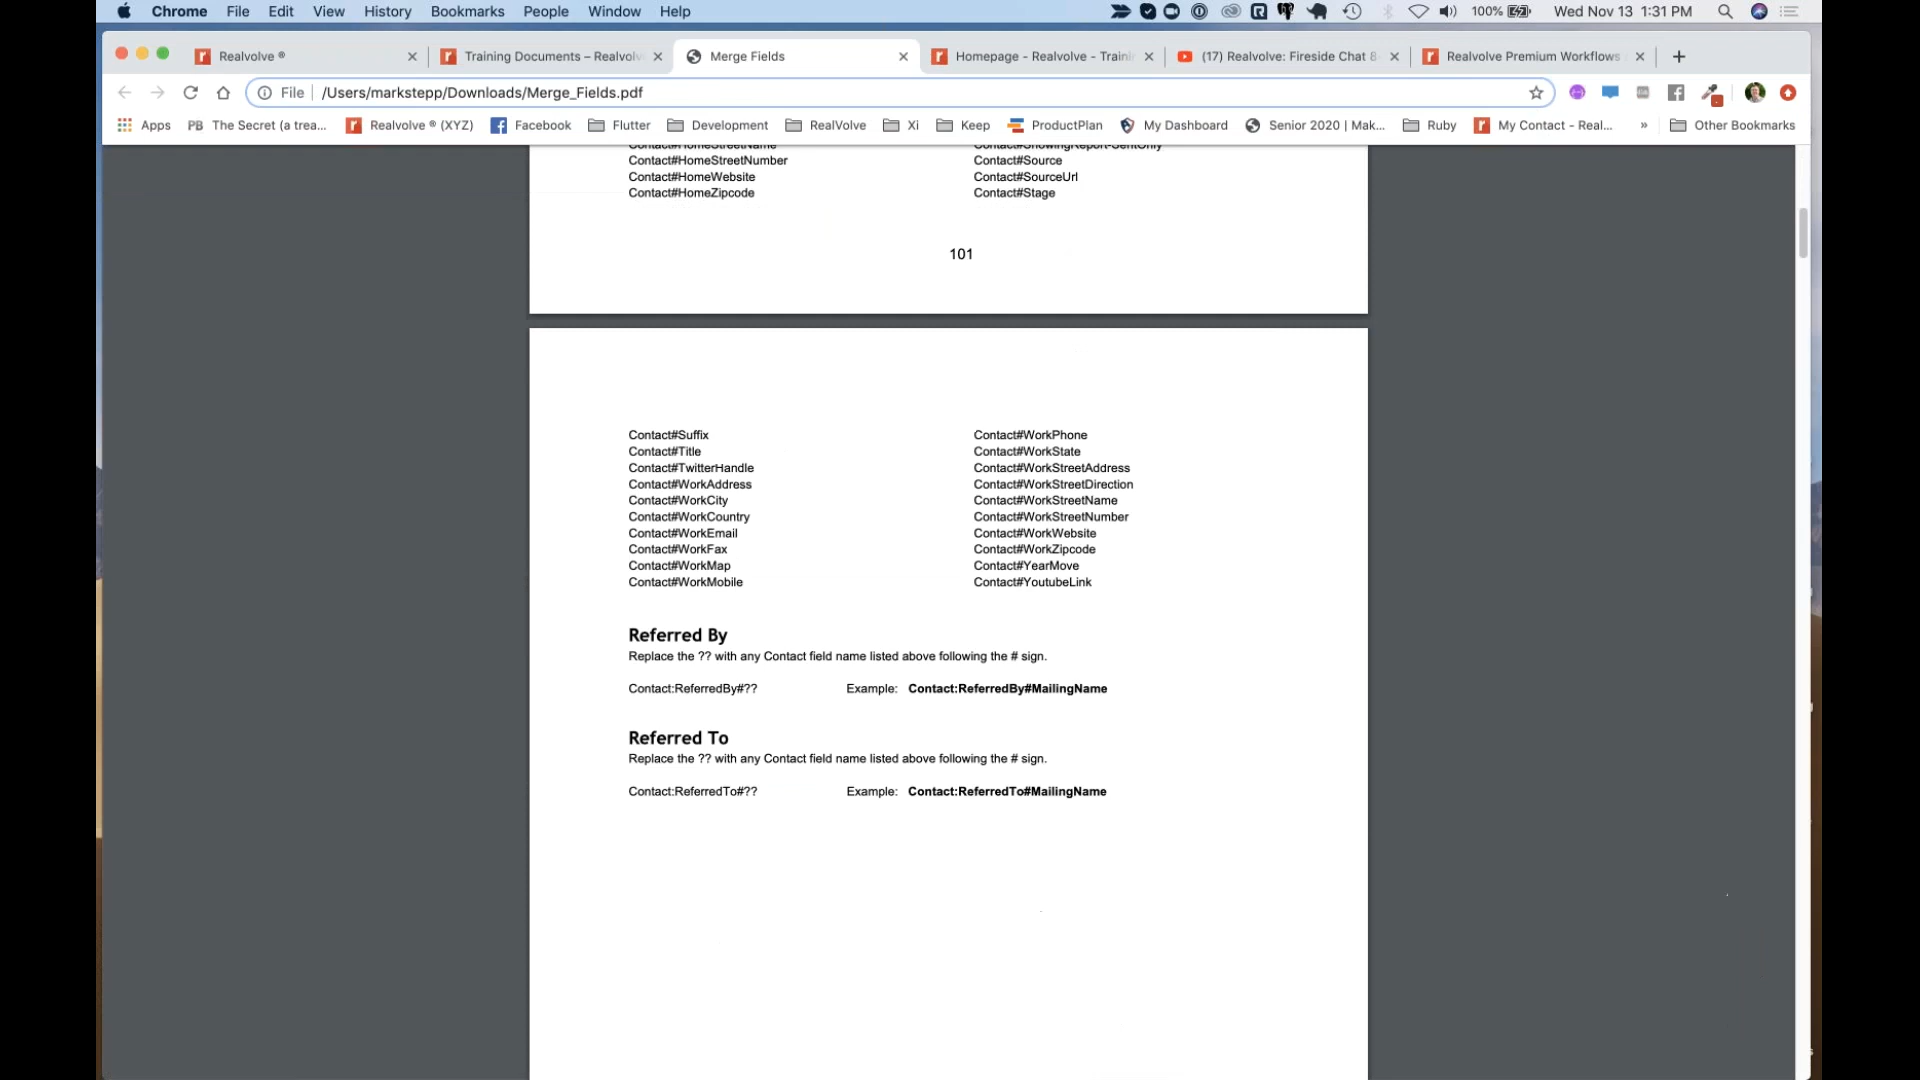 Chrome File Edit View History Bookmarks People Window Help 100% Wed Nov 13 1:31 PM
Realvolve ® Training Documents – Realvolv Merge Fields Homepage - Realvolve - Traini (17) Realvolve: Fireside Chat 8- Realvolve Premium Workflows
File /Users/markstepp/Downloads/Merge_Fields.pdf
Apps PB The Secret (a trea... Realvolve ® (XYZ) Facebook Flutter Development RealVolve Xi Keep ProductPlan My Dashboard Senior 2020 | Mak... Ruby My Contact - Real... » Other Bookmarks
Contact#HomeStreetName Contact#ShowingReport-SentOnly
Contact#HomeStreetNumber Contact#Source
Contact#HomeWebsite Contact#SourceUrl
Contact#HomeZipcode Contact#Stage
101
Contact#Suffix Contact#WorkPhone
Contact#Title Contact#WorkState
Contact#TwitterHandle Contact#WorkStreetAddress
Contact#WorkAddress Contact#WorkStreetDirection
Contact#WorkCity Contact#WorkStreetName
Contact#WorkCountry Contact#WorkStreetNumber
Contact#WorkEmail Contact#WorkWebsite
Contact#WorkFax Contact#WorkZipcode
Contact#WorkMap Contact#YearMove
Contact#WorkMobile Contact#YoutubeLink
Referred By
Replace the ?? with any Contact field name listed above following the # sign.
Contact:ReferredBy#?? Example: Contact:ReferredBy#MailingName
Referred To
Replace the ?? with any Contact field name listed above following the # sign.
Contact:ReferredTo#?? Example: Contact:ReferredTo#MailingName